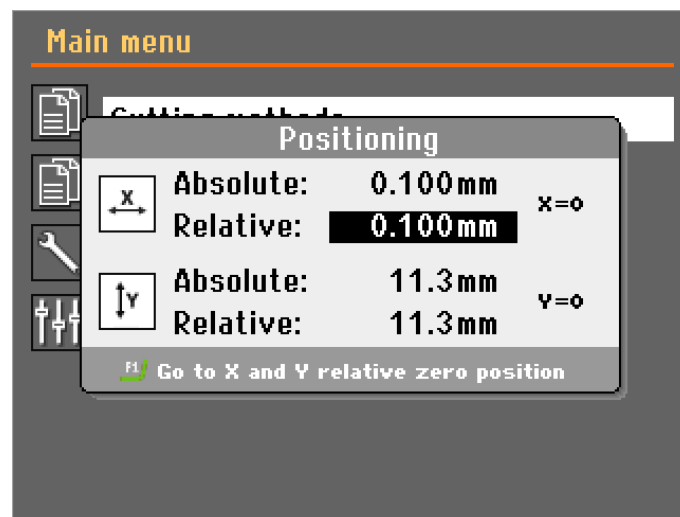 Main menu
Positioning
X
Absolute: 0.100mm
Relative: 0.100mm
X=0
Y
Absolute: 11.3mm
Relative: 11.3mm
Y=0
F1 Go to X and Y relative zero position